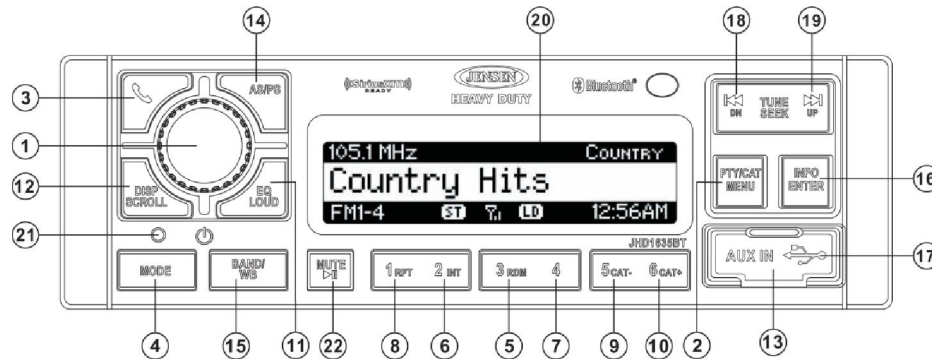 14
20
18
19
3
AS/PS
((SiriusXM))
READY
JENSEN
HEAVY DUTY
Bluetooth®
DN
TUNE
SEEK
UP
1
105.1 MHz COUNTRY
Country Hits
FM1-4 ST LD 12:56AM
12
DISP
SCROLL
EQ
LOUD
PTY/CAT
MENU
INFO
ENTER
16
21
JHD1635BT
MODE
BAND/
WB
MUTE
1 RPT 2 INT
3 RDM 4
5 CAT- 6 CAT+
AUX IN
17
4
15
11
22
8
6
5
7
9
10
2
13